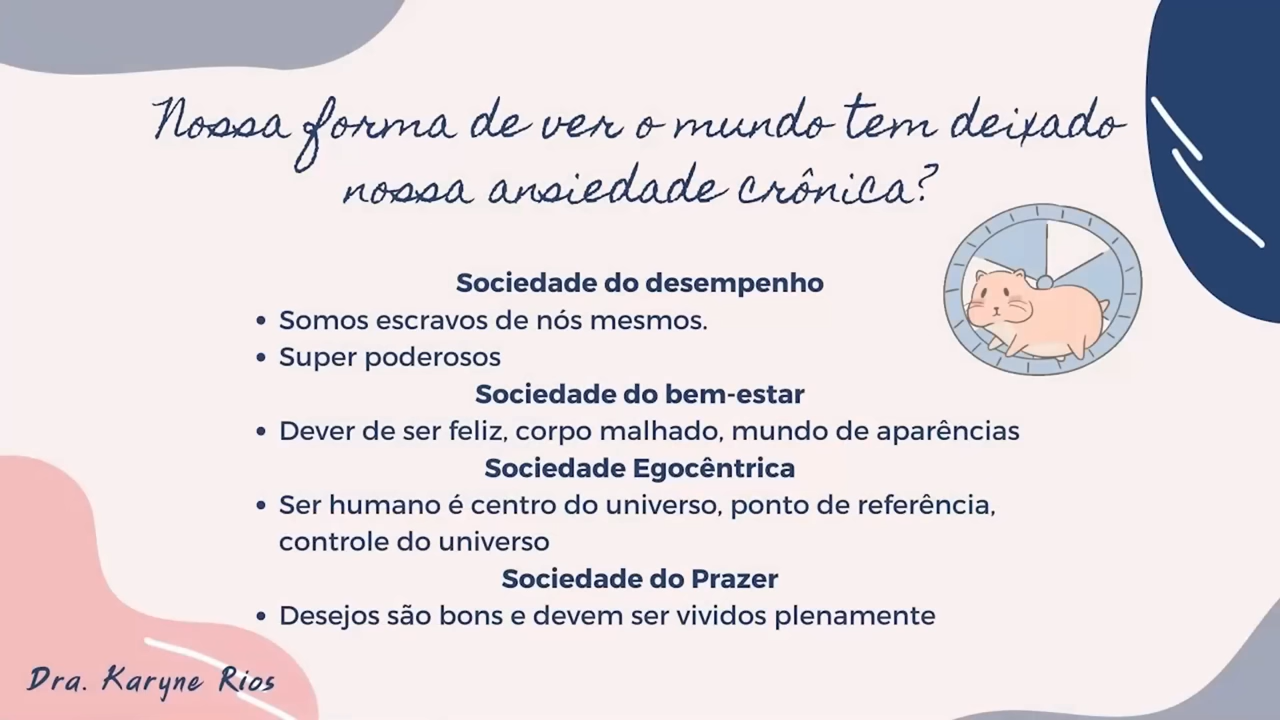 Nossa forma de ver o mundo tem deixado
nossa ansiedade crônica?
Sociedade do desempenho
• Somos escravos de nós mesmos.
• Super poderosos
Sociedade do bem-estar
• Dever de ser feliz, corpo malhado, mundo de aparências
Sociedade Egocêntrica
• Ser humano é centro do universo, ponto de referência,
controle do universo
Sociedade do Prazer
• Desejos são bons e devem ser vividos plenamente
Dra. Karyne Rios